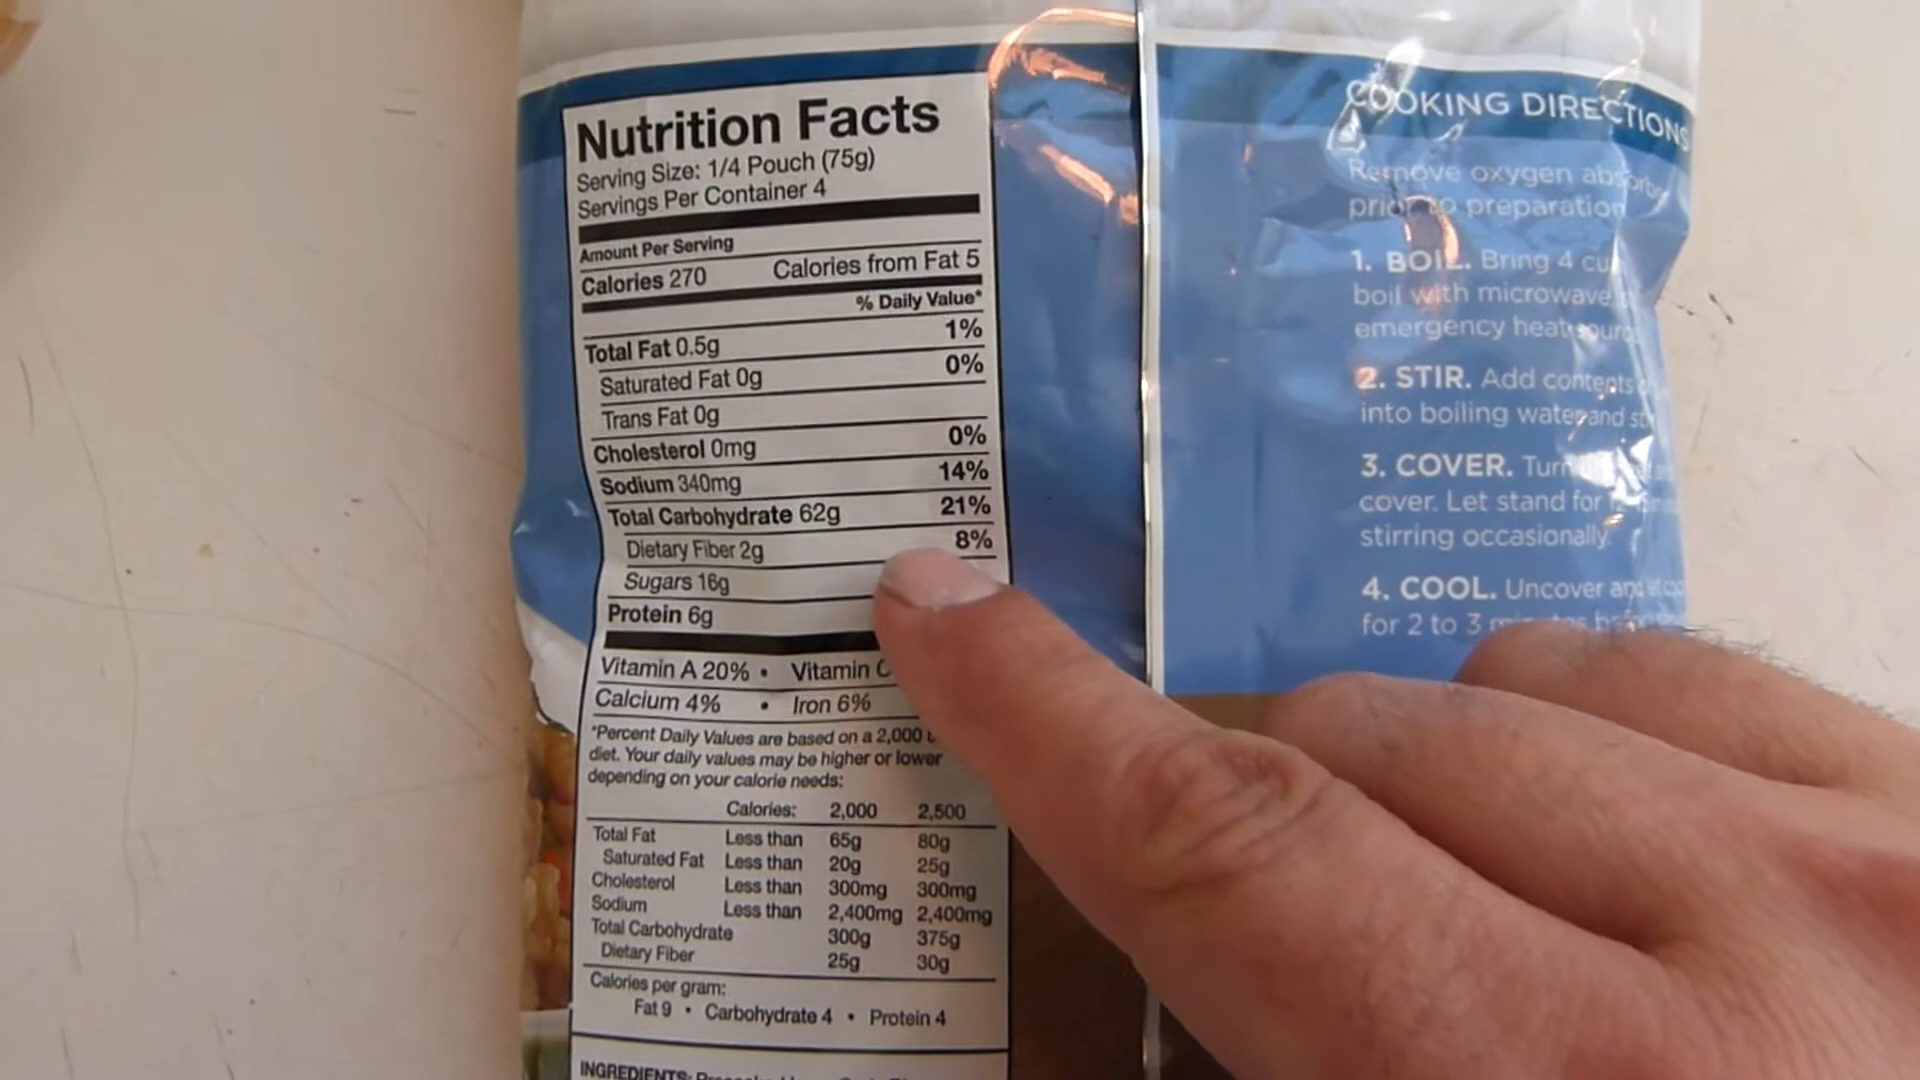 Nutrition Facts
Serving Size: 1/4 Pouch (75g)
Servings Per Container 4
Amount Per Serving
Calories 270 Calories from Fat 5
% Daily Value*
Total Fat 0.5g 1%
Saturated Fat 0g 0%
Trans Fat 0g
Cholesterol 0mg 0%
Sodium 340mg 14%
Total Carbohydrate 62g 21%
Dietary Fiber 2g 8%
Sugars 16g
Protein 6g
Vitamin A 20% • Vitamin C
Calcium 4% • Iron 6%
*Percent Daily Values are based on a 2,000
diet. Your daily values may be higher or lower
depending on your calorie needs:
Calories: 2,000 2,500
Total Fat Less than 65g 80g
Saturated Fat Less than 20g 25g
Cholesterol Less than 300mg 300mg
Sodium Less than 2,400mg 2,400mg
Total Carbohydrate 300g 375g
Dietary Fiber 25g 30g
Calories per gram:
Fat 9 • Carbohydrate 4 • Protein 4
INGREDIENTS:
COOKING DIRECTIONS
Remove oxygen
prior to preparation
1. BOIL. Bring 4
boil with microwave
emergency heat
2. STIR. Add contents
into boiling water and
3. COVER. Turn
cover. Let stand for
stirring occasionally.
4. COOL. Uncover
for 2 to 3